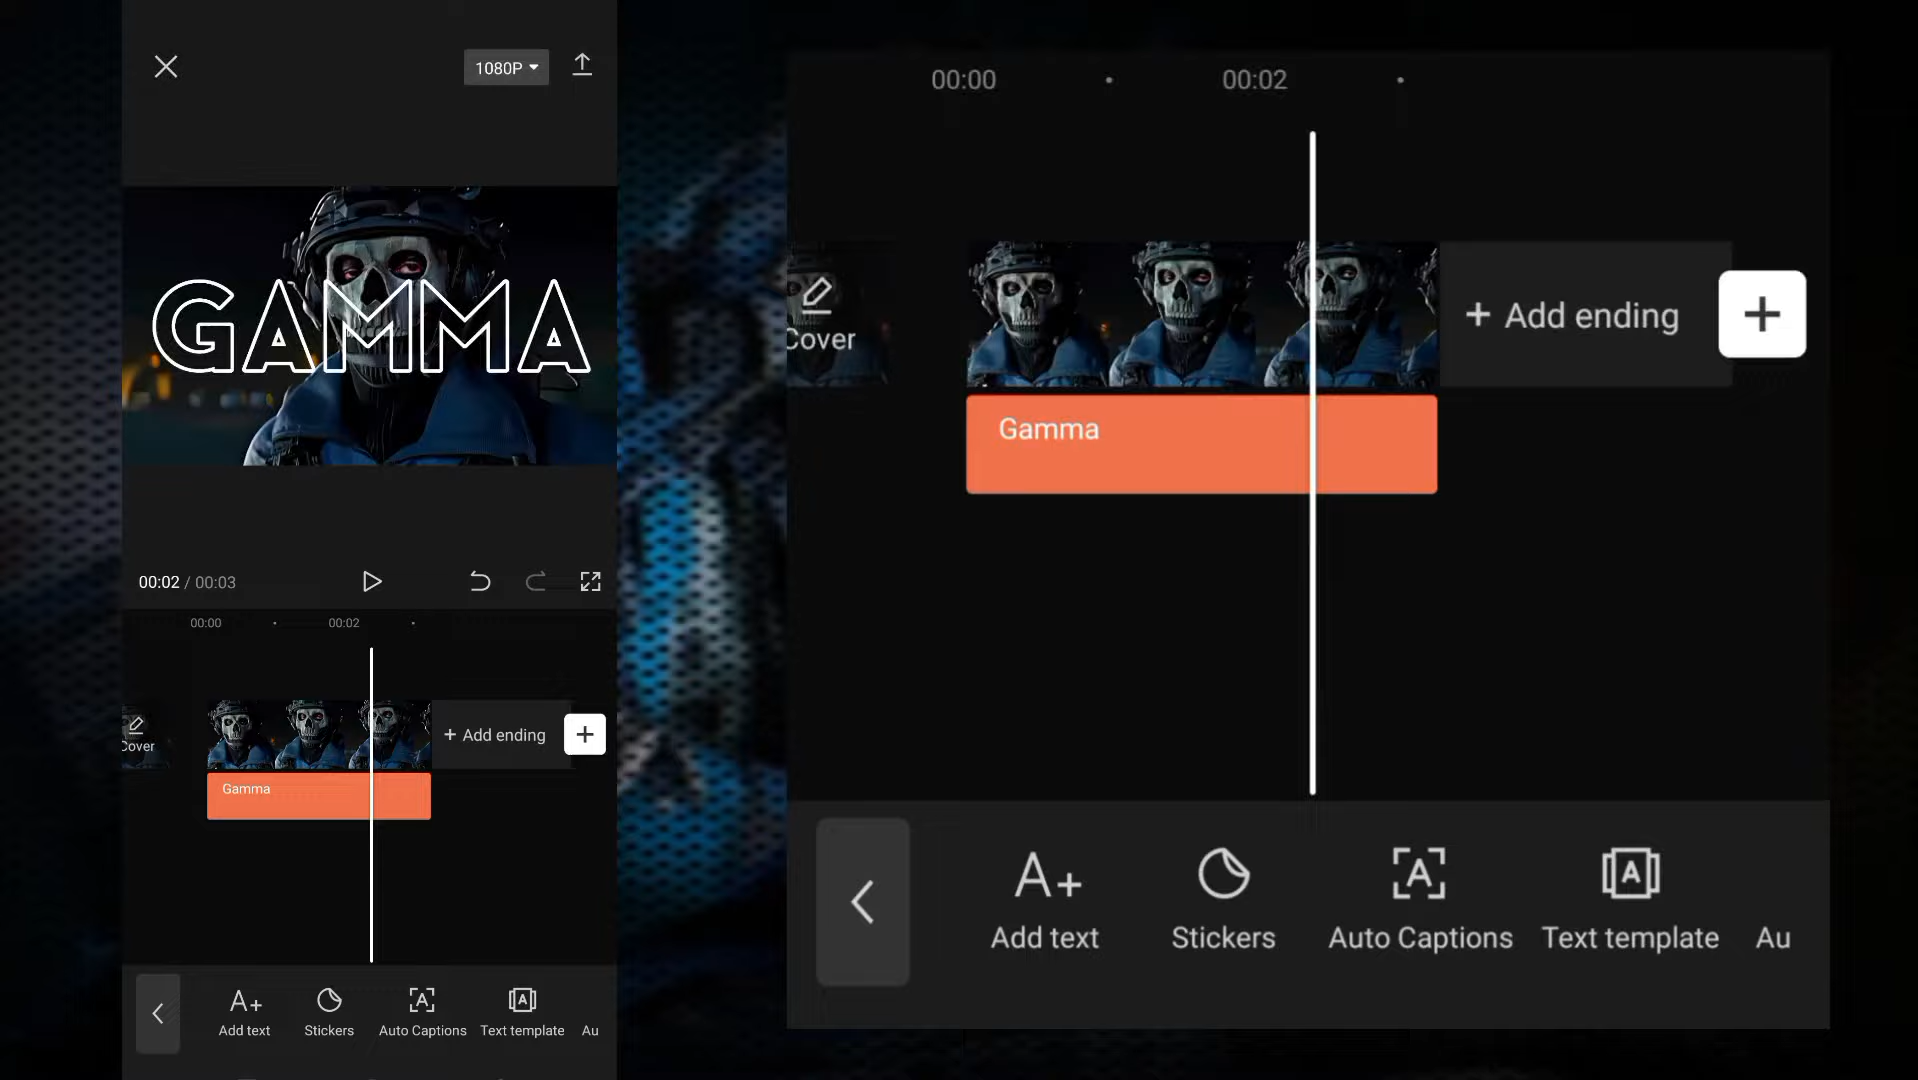 1080P
GAMMA
00:02 / 00:03
00:00
00:02
Cover
+ Add ending
Gamma
A+
Add text
Stickers
A
Auto Captions
A
Text template
Au
00:00
00:02
Cover
+ Add ending
Gamma
A+
Add text
Stickers
A
Auto Captions
A
Text template
Au